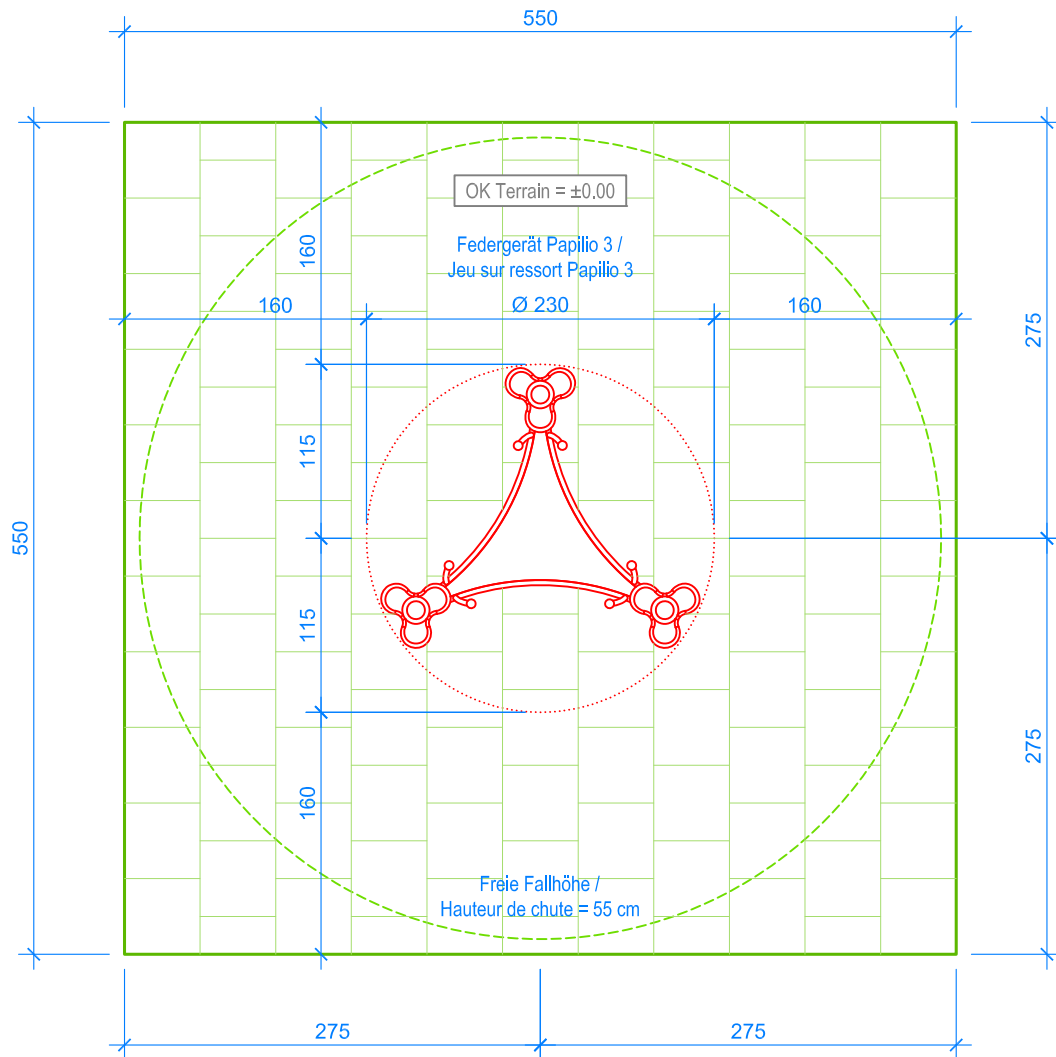 550
OK Terrain = ±0.00
160
Federgerät Papilio 3 /
Jeu sur ressort Papilio 3
160
Ø 230
160
275
115
550
115
275
160
Freie Fallhöhe /
Hauteur de chute = 55 cm
275
275